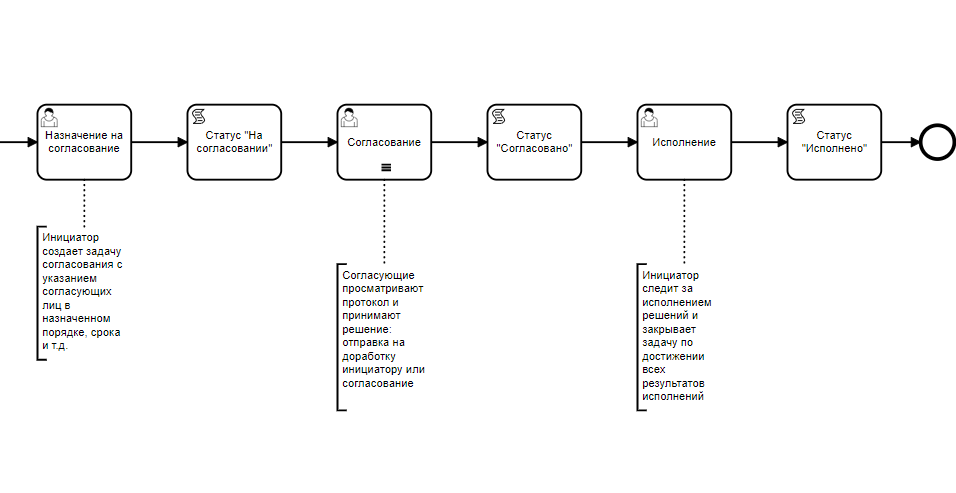 Назначение на
согласование
Статус "На
согласовании"
Согласование
Статус
"Согласовано"
Исполнение
Статус
"Исполнено"
Инициатор
создает задачу
согласования с
указанием
согласующих
лиц в
назначенном
порядке, срока
и т.д.
Согласующие
просматривают
протокол и
принимают
решение:
отправка на
доработку
инициатору или
согласование
Инициатор
следит за
исполнением
решений и
закрывает
задачу по
достижении
всех
результатов
исполнений